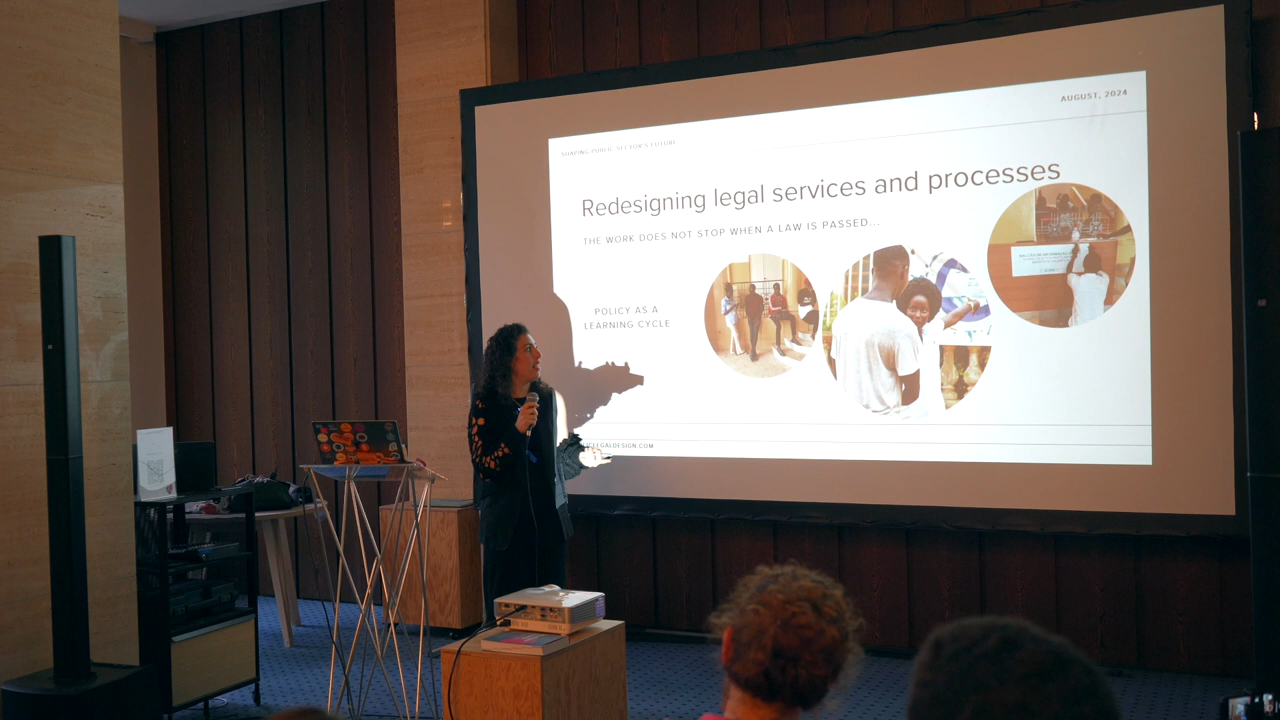 AUGUST, 2024
SHAPING PUBLIC SECTOR'S FUTURE
Redesigning legal services and processes
THE WORK DOES NOT STOP WHEN A LAW IS PASSED...
POLICY AS A
LEARNING CYCLE
LEGALDESIGN.COM